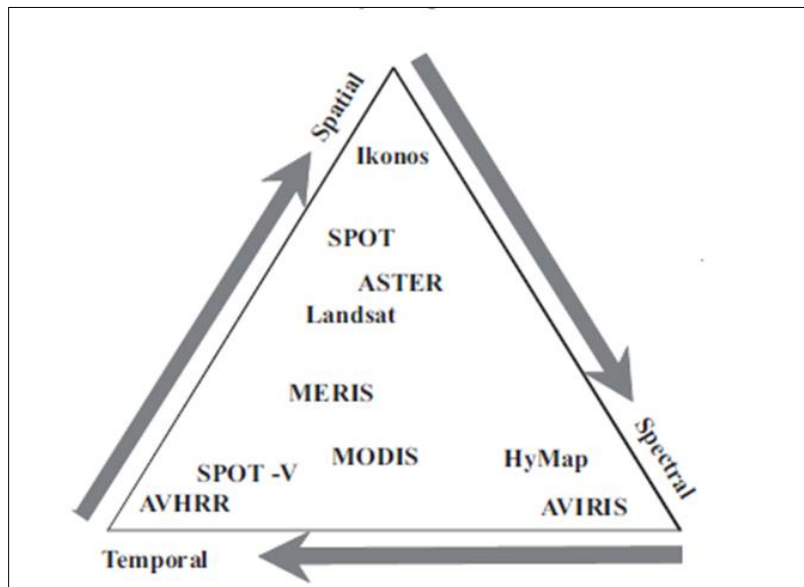 Spatial
Ikonos
SPOT
ASTER
Landsat
MERIS
MODIS
HyMap
Spectral
SPOT -V
AVHRR
AVIRIS
Temporal